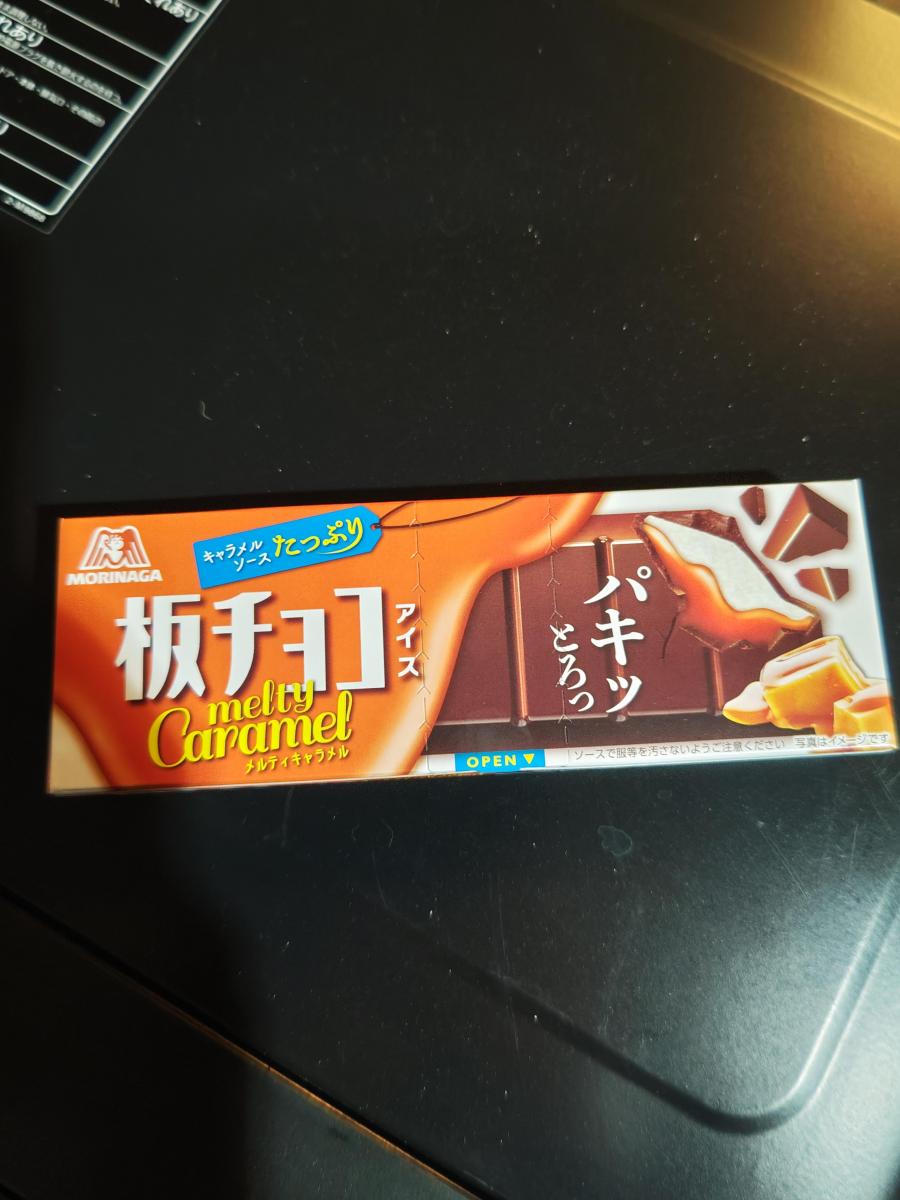 れあり
MORINAGA
キャラメル
ソース
たっぷり
板チョコ
アイス
melty
Caramel
メルティキャラメル
パキッ
とろっ
OPEN▼
ソースで服等を汚さないようご注意ください
写真はイメージです